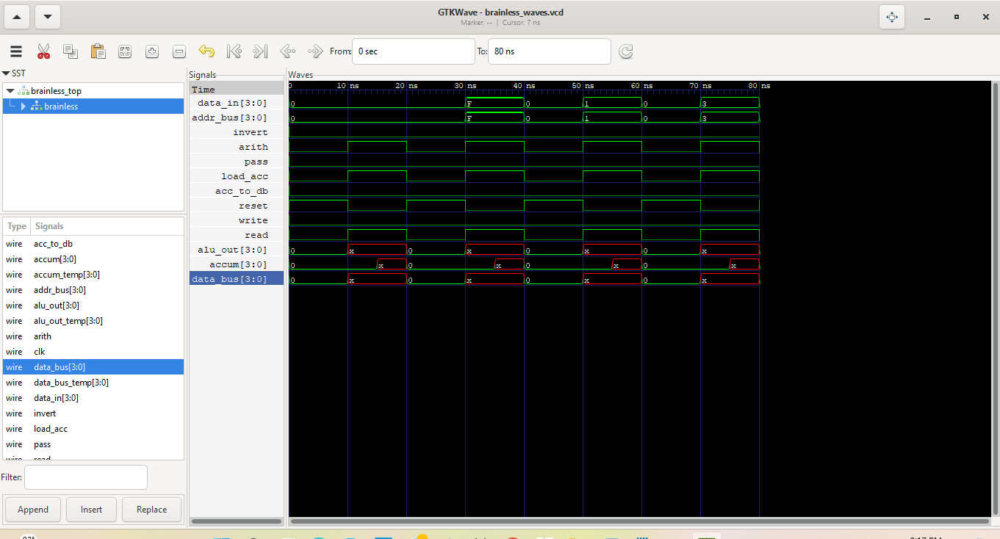 GTKWave - brainless_waves.vcd
Marker: -- | Cursor: 7 ns
From: 0 sec To: 80 ns
SST
brainless_top
brainless
Type Signals
wire acc_to_db
wire accum[3:0]
wire accum_temp[3:0]
wire addr_bus[3:0]
wire alu_out[3:0]
wire alu_out_temp[3:0]
wire arith
wire clk
wire data_bus[3:0]
wire data_bus_temp[3:0]
wire data_in[3:0]
wire invert
wire load_acc
wire pass
wire read
Filter:
Append Insert Replace
Signals
Time
data_in[3:0]
addr_bus[3:0]
invert
arith
pass
load_acc
acc_to_db
reset
write
read
alu_out[3:0]
accum[3:0]
data_bus[3:0]
Waves
0 10 ns 20 ns 30 ns 40 ns 50 ns 60 ns 70 ns 80 ns
0 F 0 1 0 3
0 F 0 1 0 3
0 x 0 x 0 x 0 x
0 x 0 x 0 x 0 x
0 x 0 x 0 x 0 x